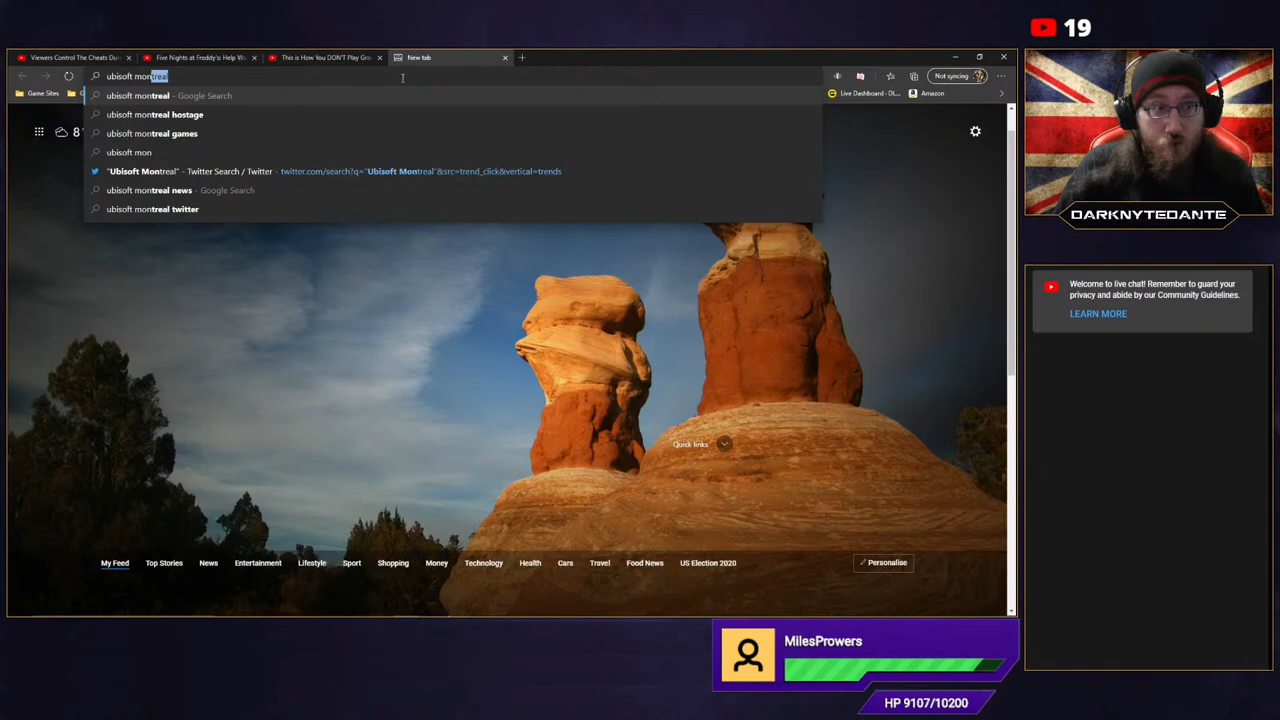 19
Viewers Control The Cheats Du
Five Nights at Freddy's: Help Wa
This is How You DON'T Play Gra
New tab
ubisoft montreal
Not syncing
Game Sites
Live Dashboard - DL...
Amazon
ubisoft montreal - Google Search
ubisoft montreal hostage
ubisoft montreal games
ubisoft mon
"Ubisoft Montreal" - Twitter Search / Twitter - twitter.com/search?q="Ubisoft Montreal"&src=trend_click&vertical=trends
ubisoft montreal news - Google Search
ubisoft montreal twitter
8
DARKNYTEDANTE
Welcome to live chat! Remember to guard your
privacy and abide by our Community Guidelines.
LEARN MORE
Quick links
My Feed Top Stories News Entertainment Lifestyle Sport Shopping Money Technology Health Cars Travel Food News US Election 2020 Personalise
MilesProwers
HP 9107/10200